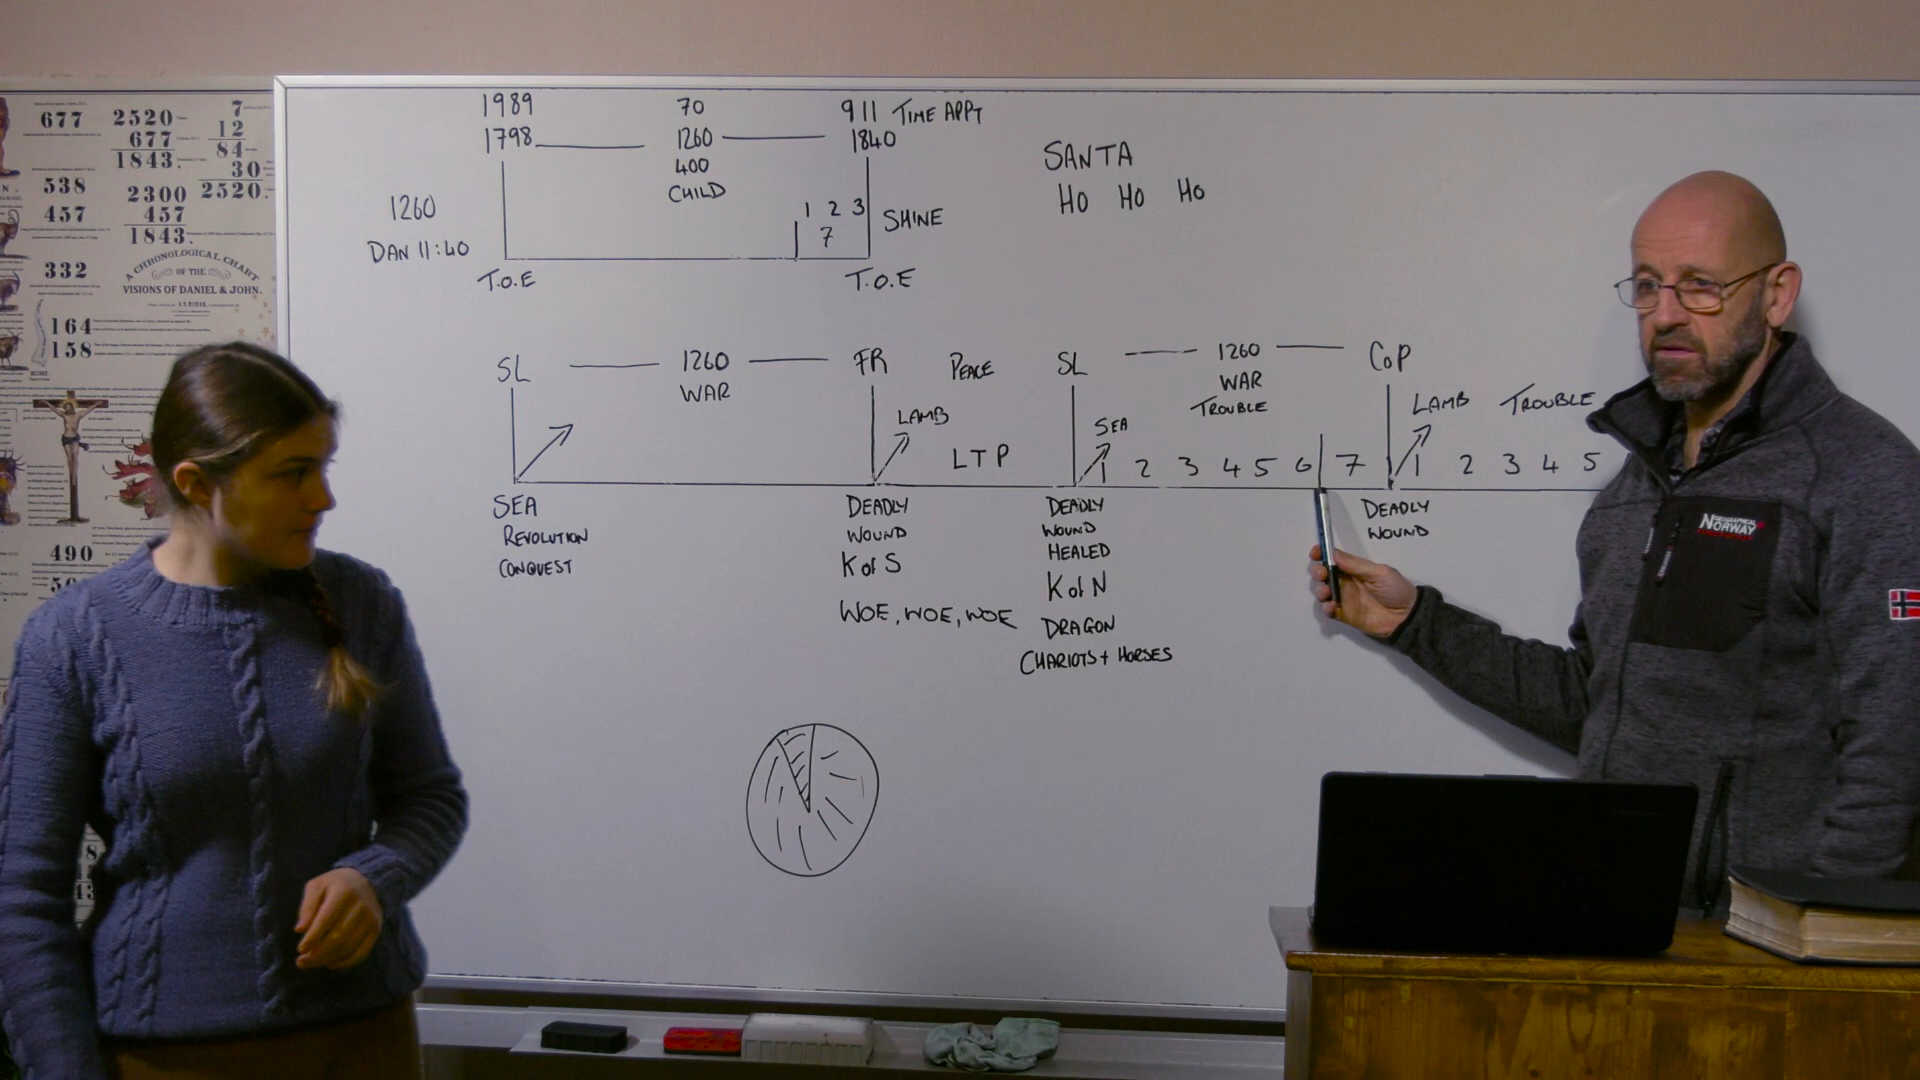 677
2520
677
1843.
7
12
84
30
2520.
538
457
2300
457
1843.
332
A CHRONOLOGICAL CHART
OF THE
VISIONS OF DANIEL & JOHN.
164
158
490
1989 70 911 TIME APPT
1798 1260 1840
400
CHILD
1260
DAN 11:40
1 2 3
7
SHINE
T.O.E T.O.E
SANTA
HO HO HO
SL 1260 FR PEACE SL 1260 COP
WAR WAR
TROUBLE
LAMB SEA LAMB TROUBLE
LTP 1 2 3 4 5 6 7 1 2 3 4 5
SEA
REVOLUTION
CONQUEST
DEADLY
WOUND
K of S
WOE, WOE, WOE
DEADLY
WOUND
HEALED
K of N
DRAGON
CHARIOTS + HORSES
DEADLY
WOUND
NORWAY